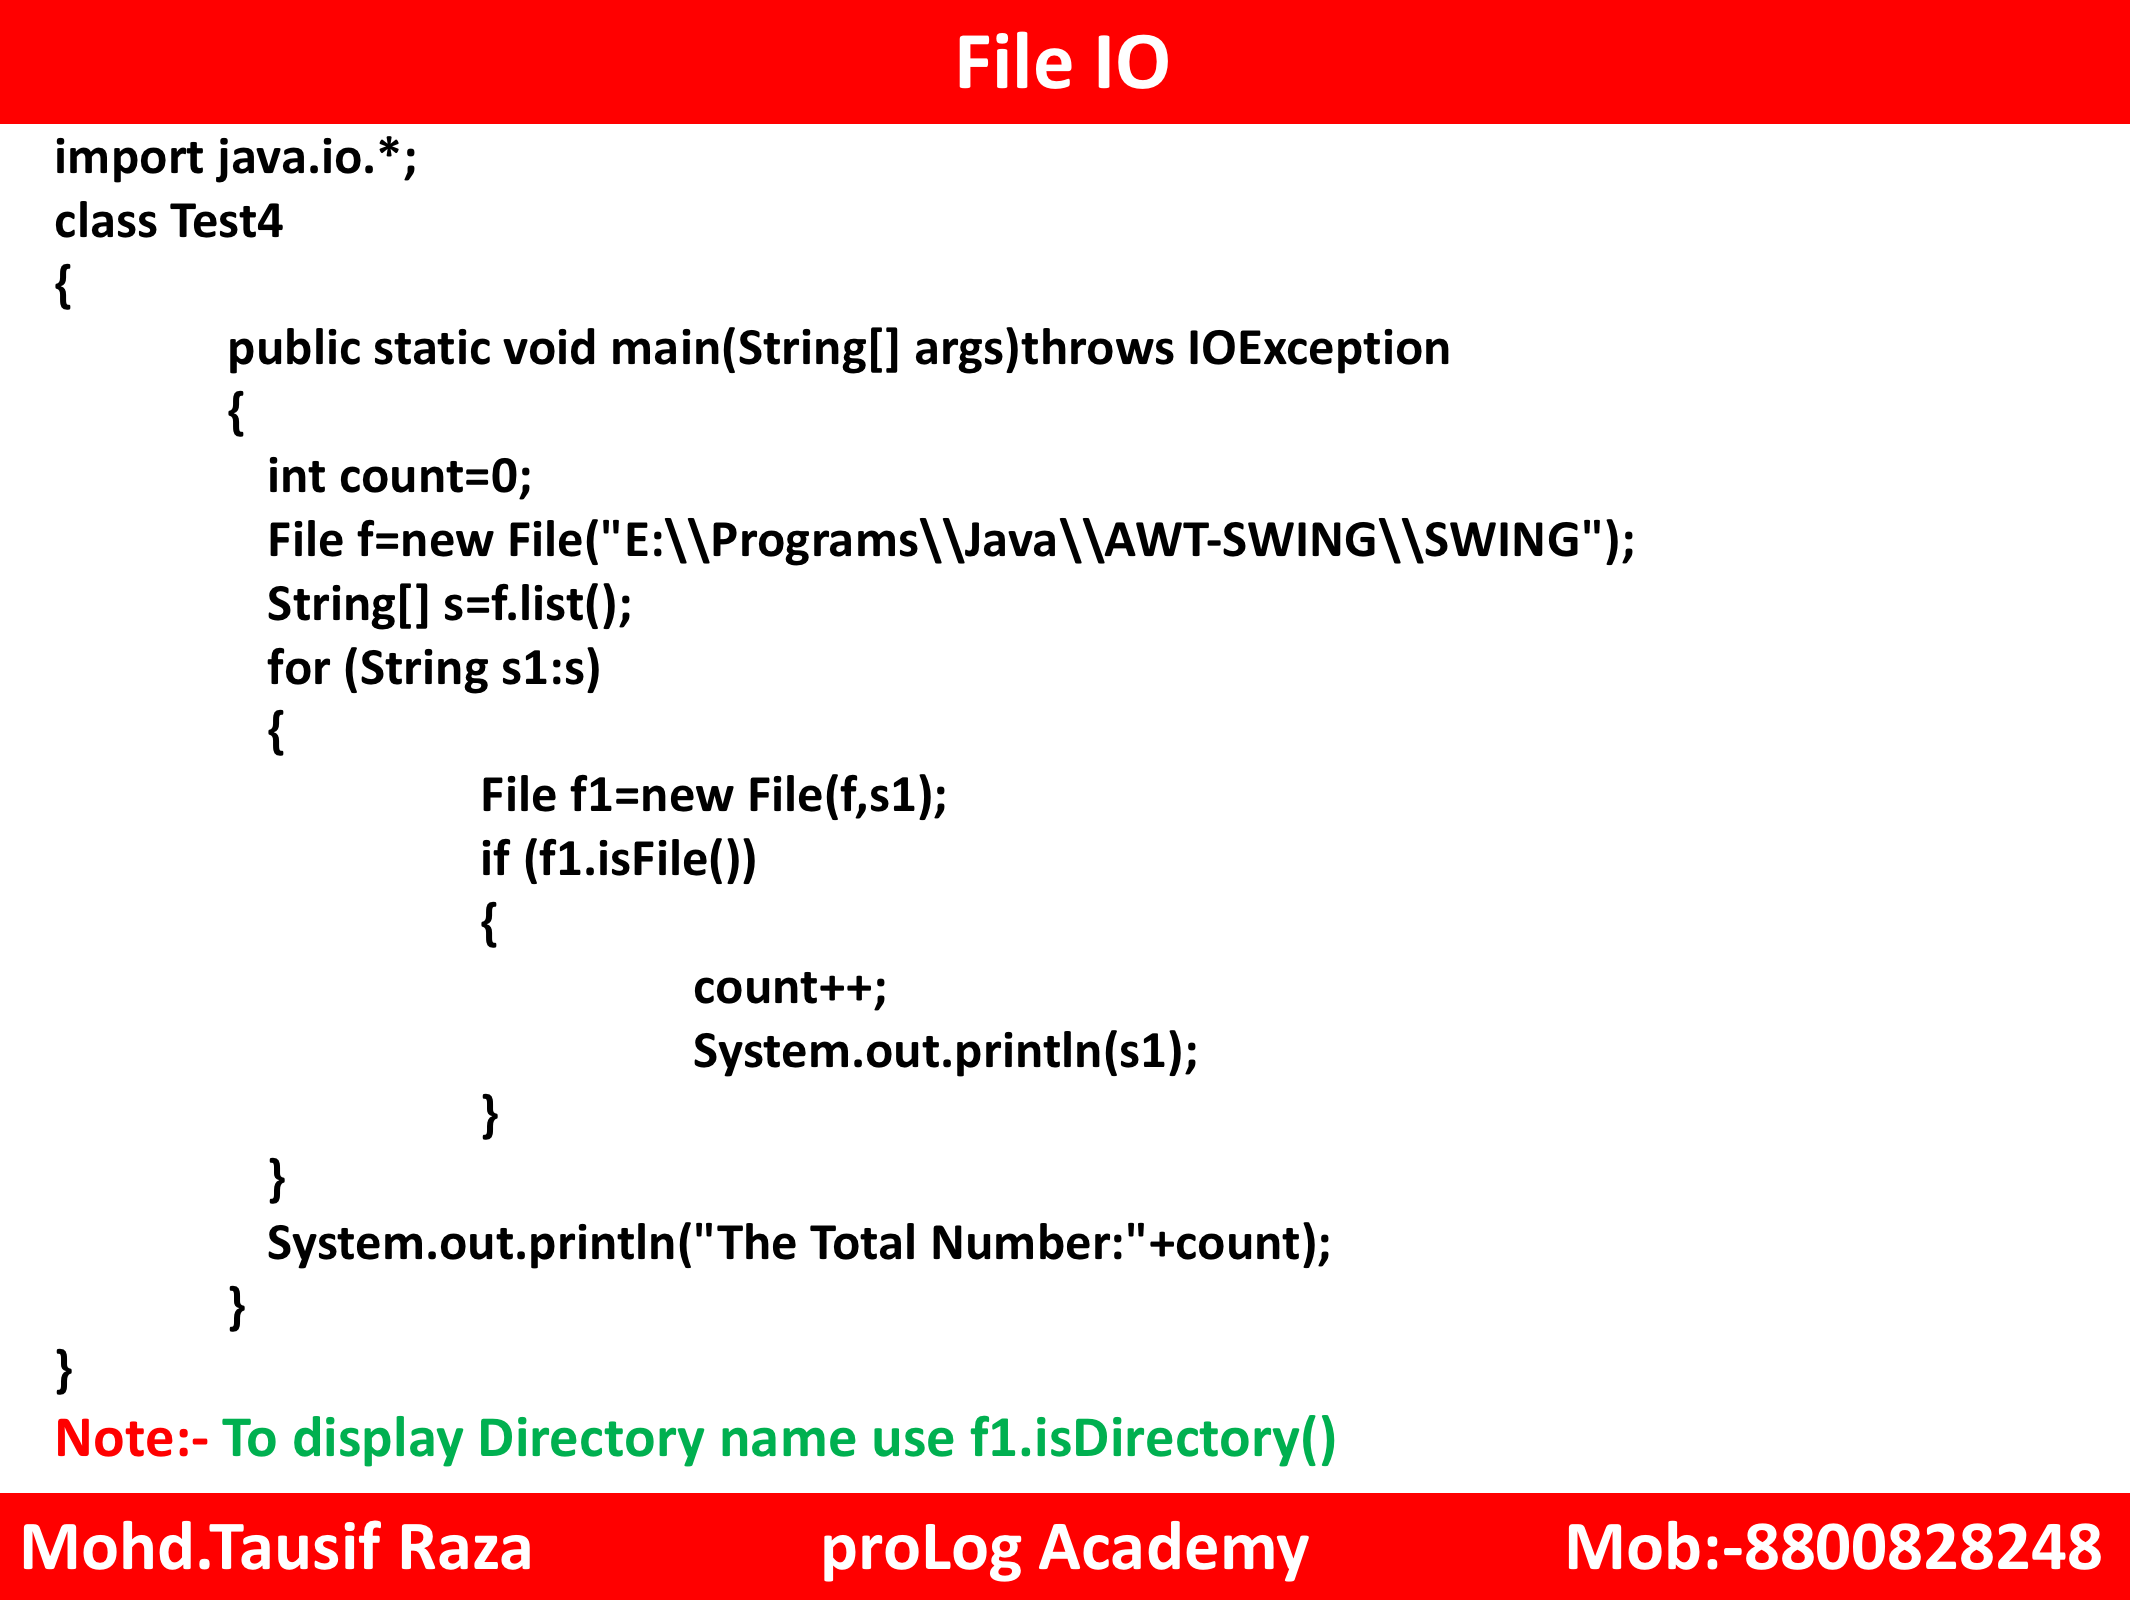 File IO
import java.io.*;
class Test4
{
public static void main(String[] args)throws IOException
{
int count=0;
File f=new File("E:\\Programs\\Java\\AWT-SWING\\SWING");
String[] s=f.list();
for (String s1:s)
{
File f1=new File(f,s1);
if (f1.isFile())
{
count++;
System.out.println(s1);
}
}
System.out.println("The Total Number:"+count);
}
}
Note:- To display Directory name use f1.isDirectory()
Mohd.Tausif Raza proLog Academy Mob:-8800828248